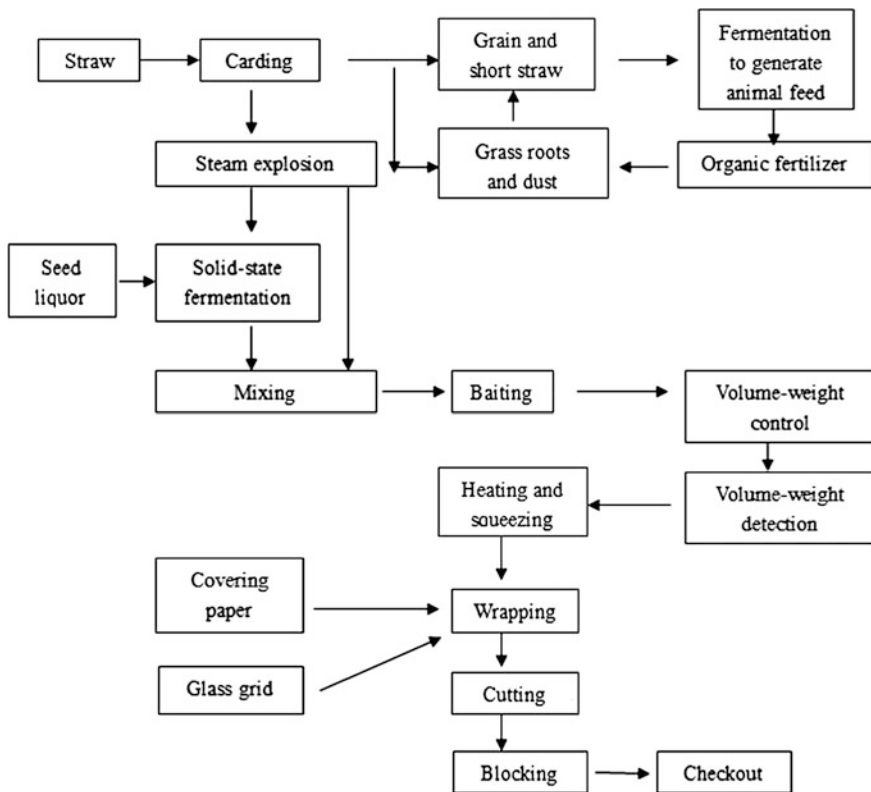 Straw
Carding
Grain and
short straw
Fermentation
to generate
animal feed
Steam explosion
Grass roots
and dust
Organic fertilizer
Seed
liquor
Solid-state
fermentation
Mixing
Baiting
Volume-weight
control
Heating and
squeezing
Volume-weight
detection
Covering
paper
Wrapping
Glass grid
Cutting
Blocking
Checkout